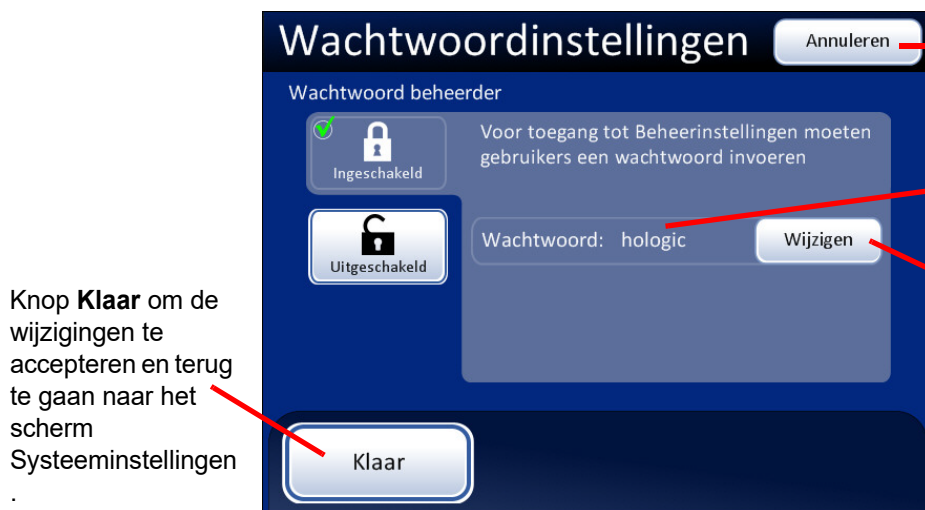 Wachtwoordinstellingen
Annuleren
Wachtwoord beheerder
Ingeschakeld
Voor toegang tot Beheerinstellingen moeten
gebruikers een wachtwoord invoeren
Uitgeschakeld
Wachtwoord: hologic
Wijzigen
Knop Klaar om de
wijzigingen te
accepteren en terug
te gaan naar het
scherm
Systeeminstellingen
.
Klaar